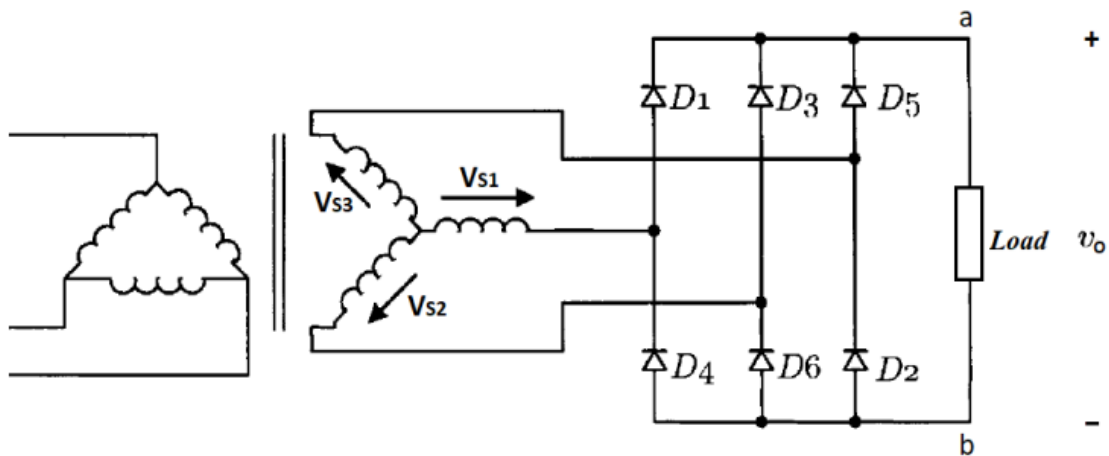 a
+
D1 D3 D5
VS1
VS3
Load vo
VS2
D4 D6 D2
−
b